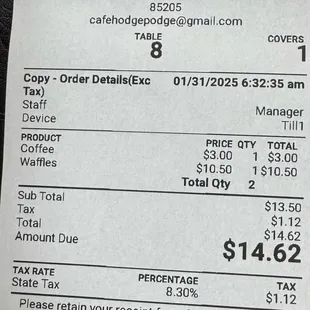 85205
cafehodgepodge@gmail.com
TABLE COVERS
8 1
Copy - Order Details(Exc Tax) 01/31/2025 6:32:35 am
Staff Manager
Device Till1
PRODUCT PRICE QTY TOTAL
Coffee $3.00 1 $3.00
Waffles $10.50 1 $10.50
Total Qty 2
Sub Total $13.50
Tax $1.12
Total $14.62
Amount Due $14.62
TAX RATE PERCENTAGE TAX
State Tax 8.30% $1.12
Please retain your receipt for